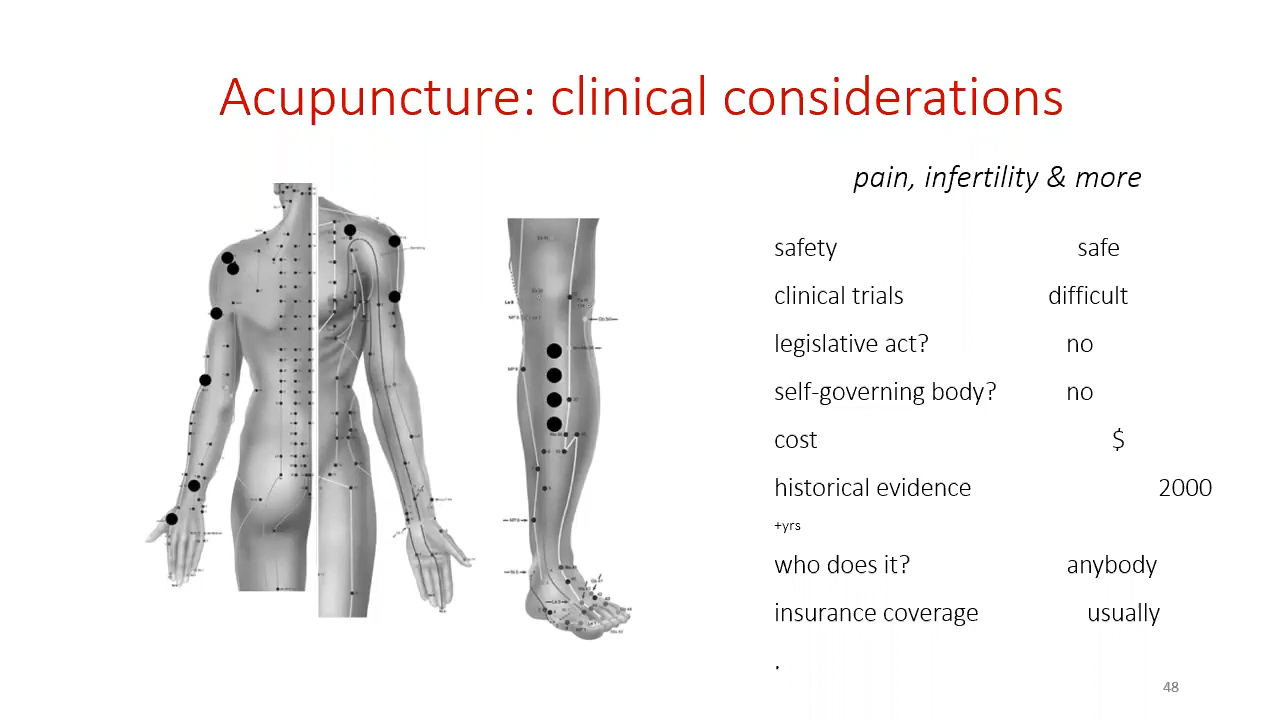 Acupuncture: clinical considerations
pain, infertility & more
safety safe
clinical trials difficult
legislative act? no
self-governing body? no
cost $
historical evidence 2000
+yrs
who does it? anybody
insurance coverage usually
.
48